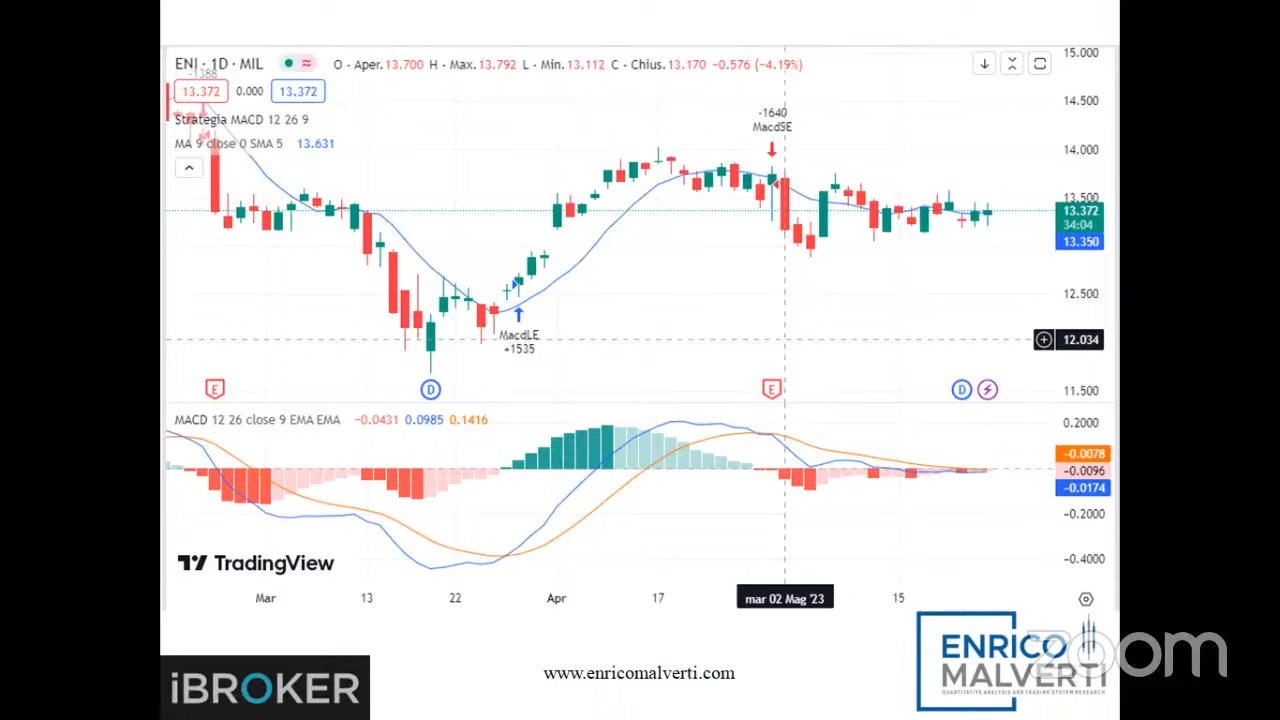 ENI · 1D · MIL
O - Aper.13.700 H - Max.13.792 L - Min.13.112 C - Chius.13.170 −0.576 (−4.19%)
-1388
13.372 0.000 13.372
Strategia MACD 12 26 9
MA 9 close 0 SMA 5 13.631
15.000
14.500
14.000
13.500
13.372
34:04
13.350
12.500
12.034
11.500
-1640
MacdSE
MacdLE
+1535
E
D
E
D
MACD 12 26 close 9 EMA EMA −0.0431 0.0985 0.1416
0.2000
−0.0078
−0.0096
−0.0174
−0.2000
−0.4000
TradingView
Mar
13
22
Apr
17
mar 02 Mag '23
15
iBROKER
www.enricomalverti.com
ENRICO
MALVERTI
QUANTITATIVE ANALYSIS AND TRADING SYSTEM RESEARCH
zoom